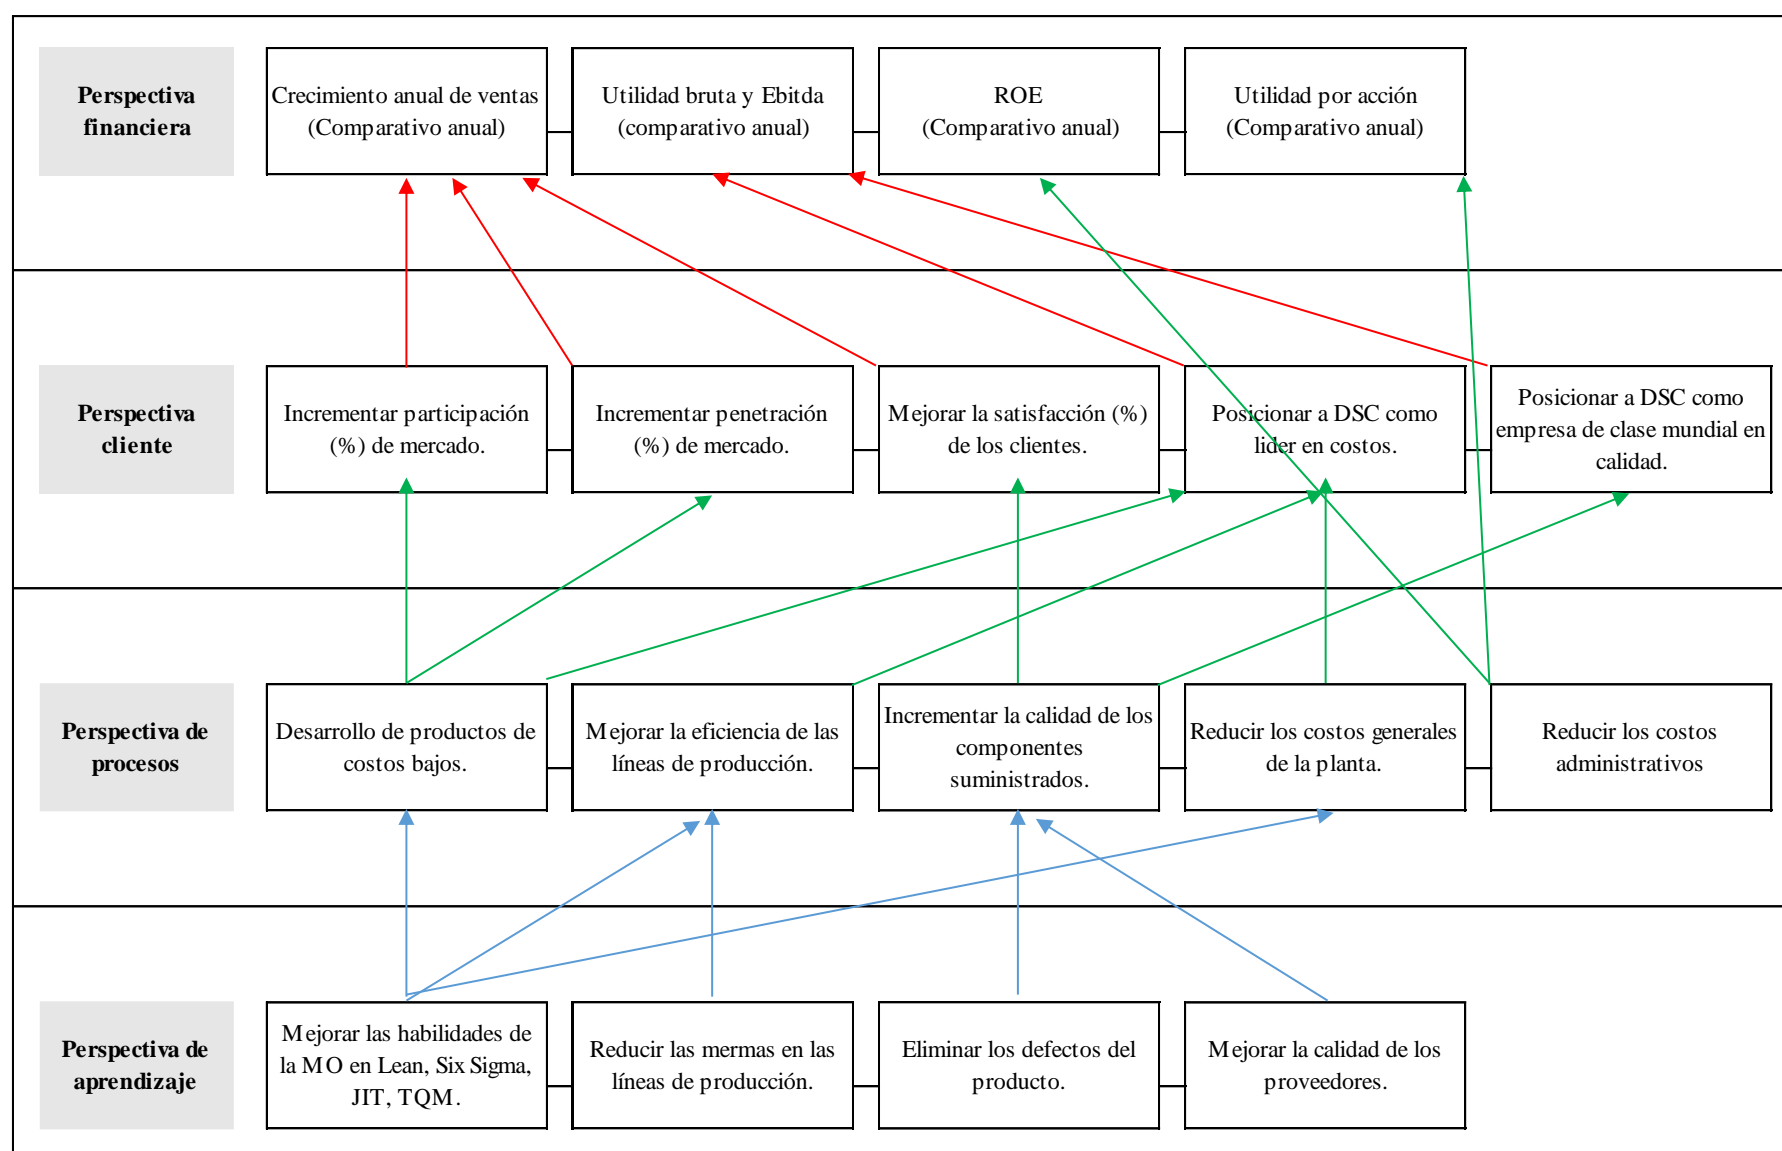 Perspectiva
financiera
Crecimiento anual de ventas
(Comparativo anual)
Utilidad bruta y Ebitda
(comparativo anual)
ROE
(Comparativo anual)
Utilidad por acción
(Comparativo anual)
Perspectiva
cliente
Incrementar participación
(%) de mercado.
Incrementar penetración
(%) de mercado.
Mejorar la satisfacción (%)
de los clientes.
Posicionar a DSC como
lider en costos.
Posicionar a DSC como
empresa de clase mundial en
calidad.
Perspectiva de
procesos
Desarrollo de productos de
costos bajos.
Mejorar la eficiencia de las
líneas de producción.
Incrementar la calidad de los
componentes
suministrados.
Reducir los costos generales
de la planta.
Reducir los costos
administrativos
Perspectiva de
aprendizaje
Mejorar las habilidades de
la MO en Lean, Six Sigma,
JIT, TQM.
Reducir las mermas en las
líneas de producción.
Eliminar los defectos del
producto.
Mejorar la calidad de los
proveedores.